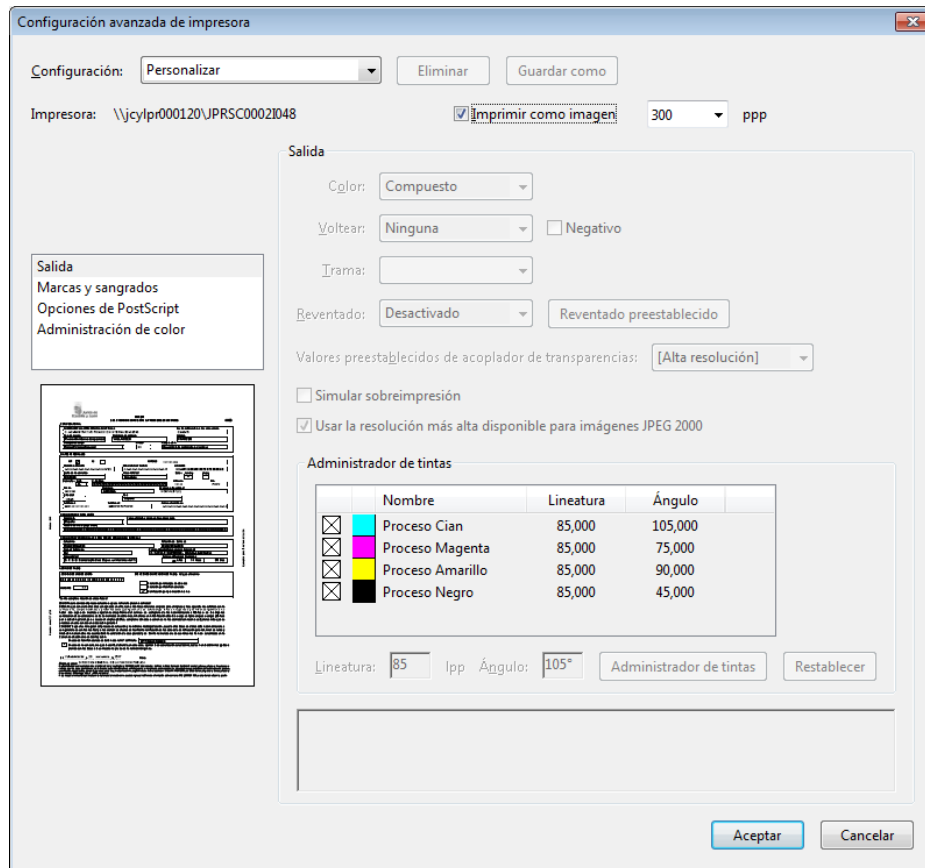 Configuración avanzada de impresora
Configuración: Personalizar Eliminar Guardar como
Impresora: \\jcylpr000120\JPRSC0002I048 Imprimir como imagen 300 ppp
Salida
Color: Compuesto
Voltear: Ninguna Negativo
Trama:
Reventado: Desactivado Reventado preestablecido
Valores preestablecidos de acoplador de transparencias: [Alta resolución]
Simular sobreimpresión
Usar la resolución más alta disponible para imágenes JPEG 2000
Salida
Marcas y sangrados
Opciones de PostScript
Administración de color
Administrador de tintas
Nombre Lineatura Ángulo
Proceso Cian 85,000 105,000
Proceso Magenta 85,000 75,000
Proceso Amarillo 85,000 90,000
Proceso Negro 85,000 45,000
Lineatura: 85 lpp Ángulo: 105° Administrador de tintas Restablecer
Aceptar Cancelar